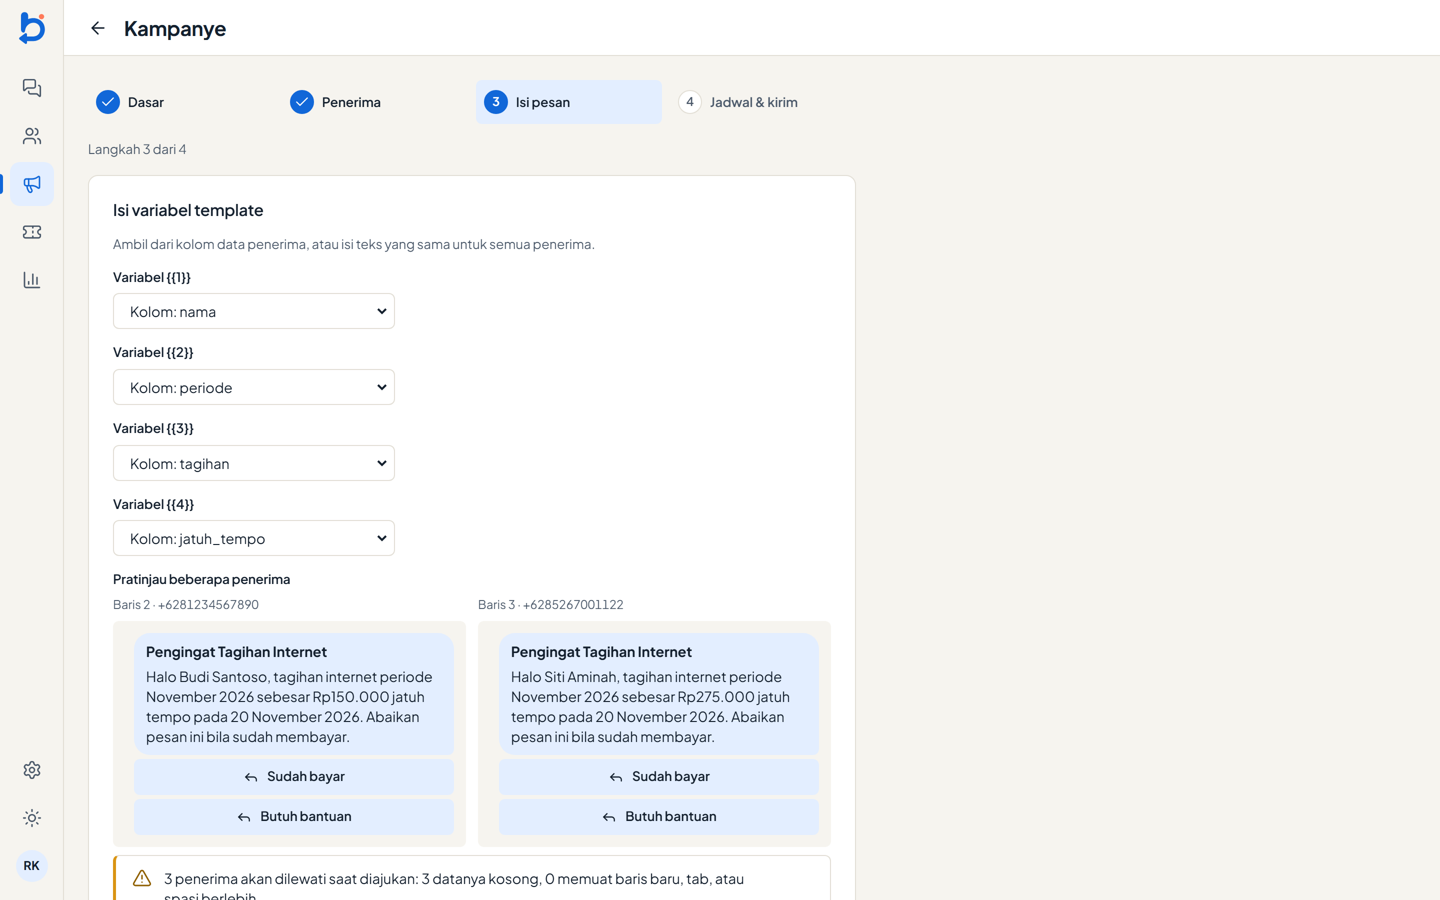 Kampanye
Dasar
Penerima
3 Isi pesan
4 Jadwal & kirim
Langkah 3 dari 4
Isi variabel template
Ambil dari kolom data penerima, atau isi teks yang sama untuk semua penerima.
Variabel {{1}}
Kolom: nama
Variabel {{2}}
Kolom: periode
Variabel {{3}}
Kolom: tagihan
Variabel {{4}}
Kolom: jatuh_tempo
Pratinjau beberapa penerima
Baris 2 · +6281234567890
Pengingat Tagihan Internet
Halo Budi Santoso, tagihan internet periode
November 2026 sebesar Rp150.000 jatuh
tempo pada 20 November 2026. Abaikan
pesan ini bila sudah membayar.
Sudah bayar
Butuh bantuan
Baris 3 · +6285267001122
Pengingat Tagihan Internet
Halo Siti Aminah, tagihan internet periode
November 2026 sebesar Rp275.000 jatuh
tempo pada 20 November 2026. Abaikan
pesan ini bila sudah membayar.
Sudah bayar
Butuh bantuan
3 penerima akan dilewati saat diajukan: 3 datanya kosong, 0 memuat baris baru, tab, atau
spasi berlebih.
RK